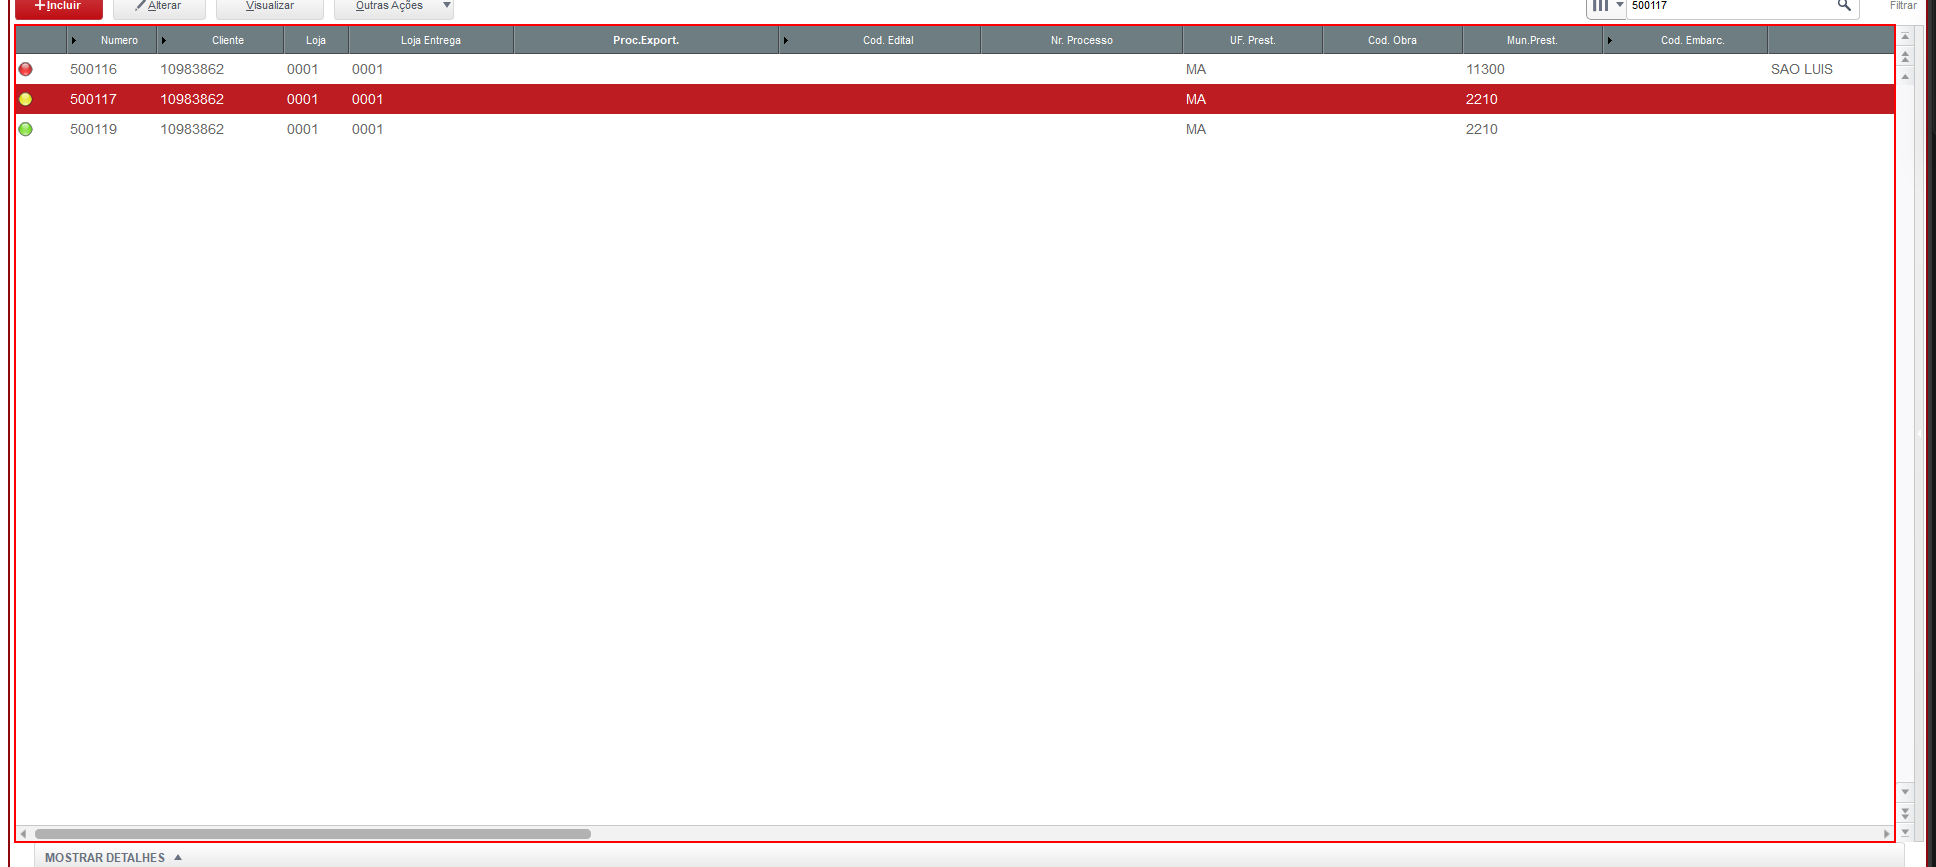 +Incluir Alterar Visualizar Outras Ações 500117 Filtrar
Numero Cliente Loja Loja Entrega Proc.Export. Cod. Edital Nr. Processo UF. Prest. Cod. Obra Mun.Prest. Cod. Embarc.
500116 10983862 0001 0001 MA 11300 SAO LUIS
500117 10983862 0001 0001 MA 2210
500119 10983862 0001 0001 MA 2210
MOSTRAR DETALHES